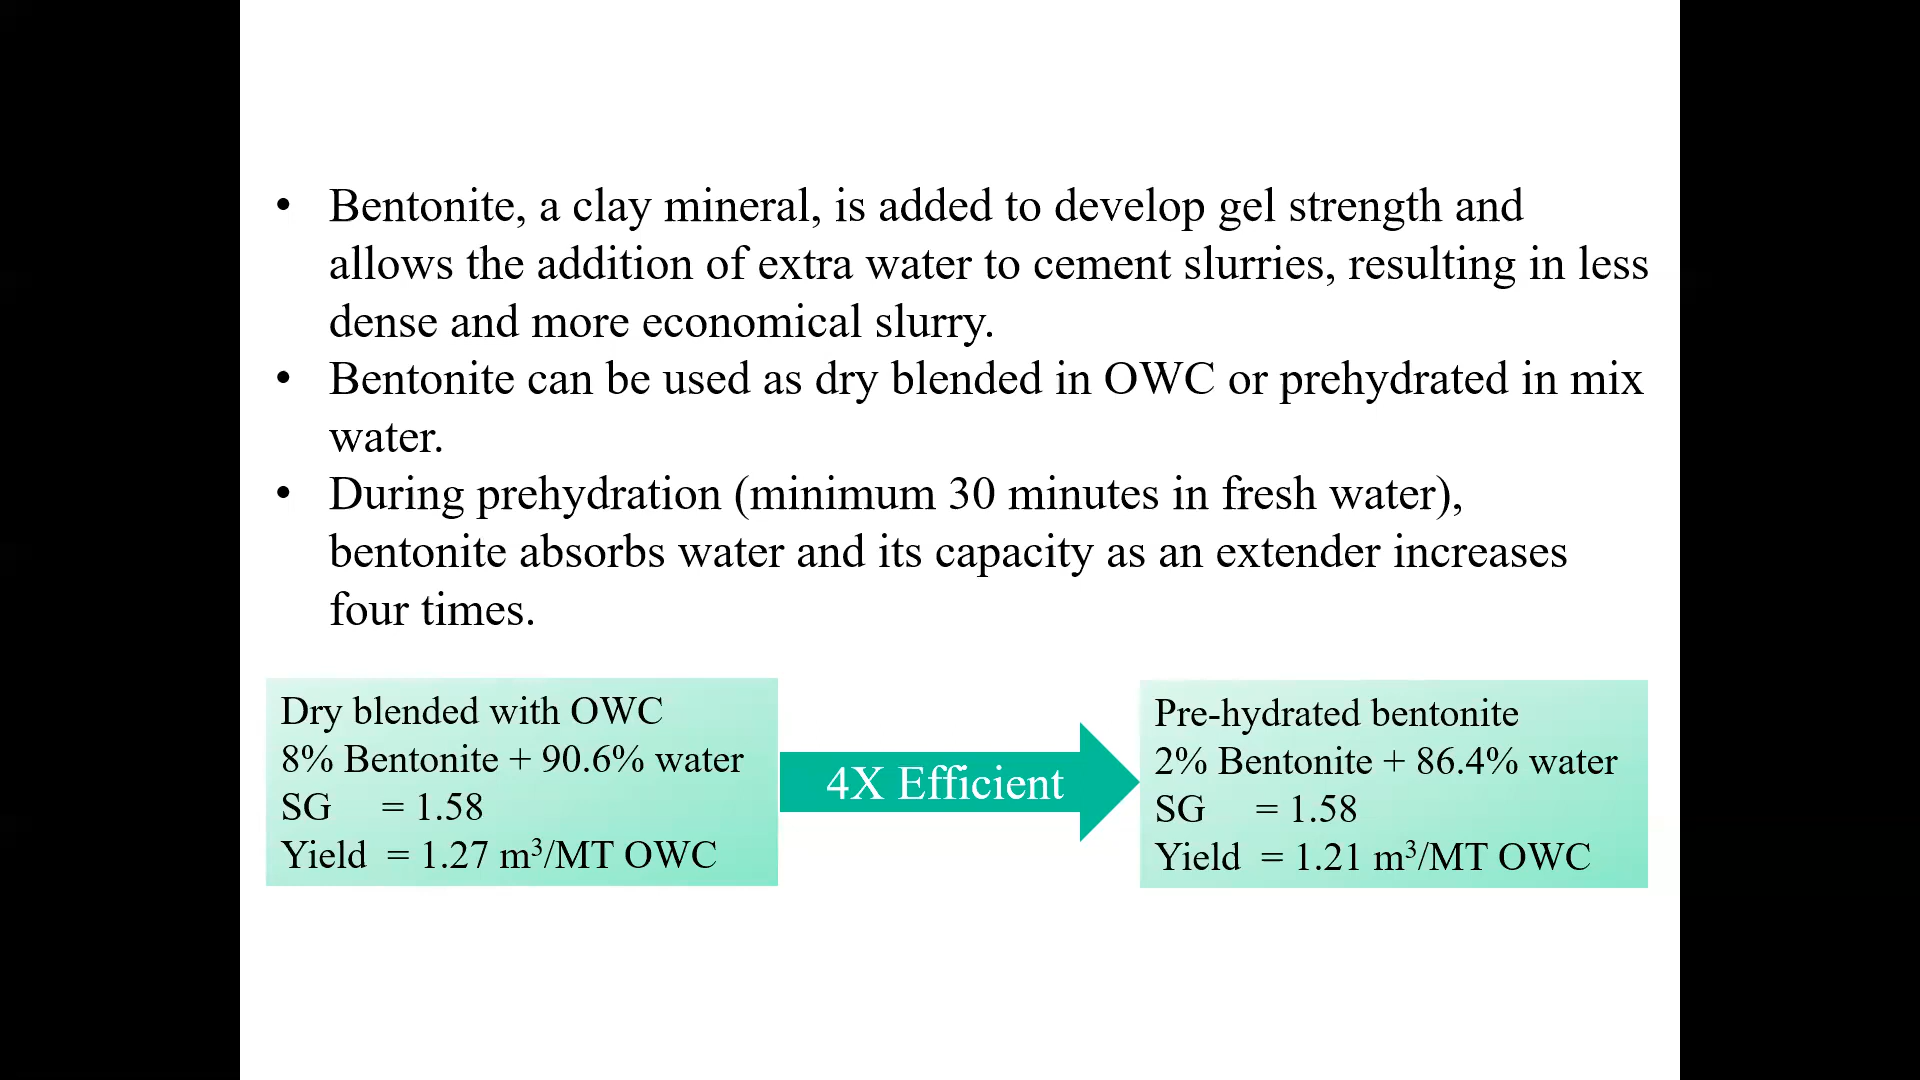 • Bentonite, a clay mineral, is added to develop gel strength and
allows the addition of extra water to cement slurries, resulting in less
dense and more economical slurry.
• Bentonite can be used as dry blended in OWC or prehydrated in mix
water.
• During prehydration (minimum 30 minutes in fresh water),
bentonite absorbs water and its capacity as an extender increases
four times.
Dry blended with OWC
8% Bentonite + 90.6% water
SG = 1.58
Yield = 1.27 m³/MT OWC
4X Efficient
Pre-hydrated bentonite
2% Bentonite + 86.4% water
SG = 1.58
Yield = 1.21 m³/MT OWC